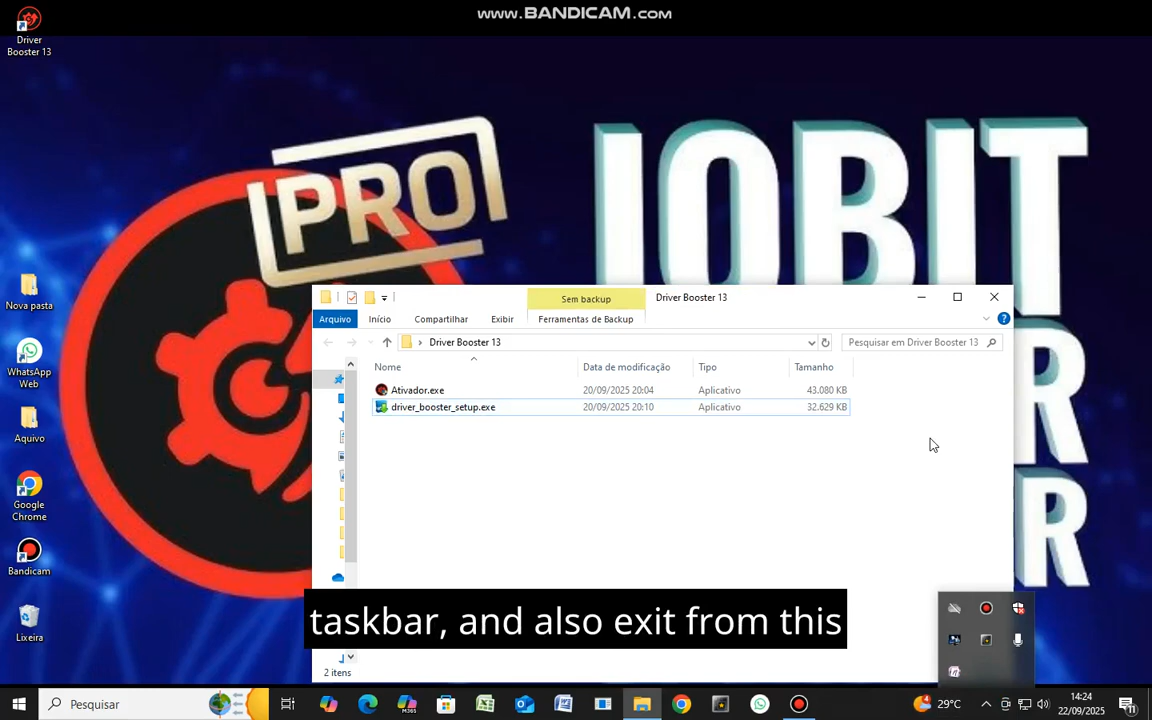 WWW.BANDICAM.COM
Driver
Booster 13
PRO
IOBIT
R
R
Sem backup
Driver Booster 13
Arquivo
Início
Compartilhar
Exibir
Ferramentas de Backup
Driver Booster 13
Pesquisar em Driver Booster 13
Nome
Data de modificação
Tipo
Tamanho
Ativador.exe
20/09/2025 20:04
Aplicativo
43.080 KB
driver_booster_setup.exe
20/09/2025 20:10
Aplicativo
32.629 KB
Nova pasta
WhatsApp
Web
Aquivo
Google
Chrome
Bandicam
Lixeira
taskbar, and also exit from this
2 itens
Pesquisar
M365
29°C
14:24
22/09/2025
11